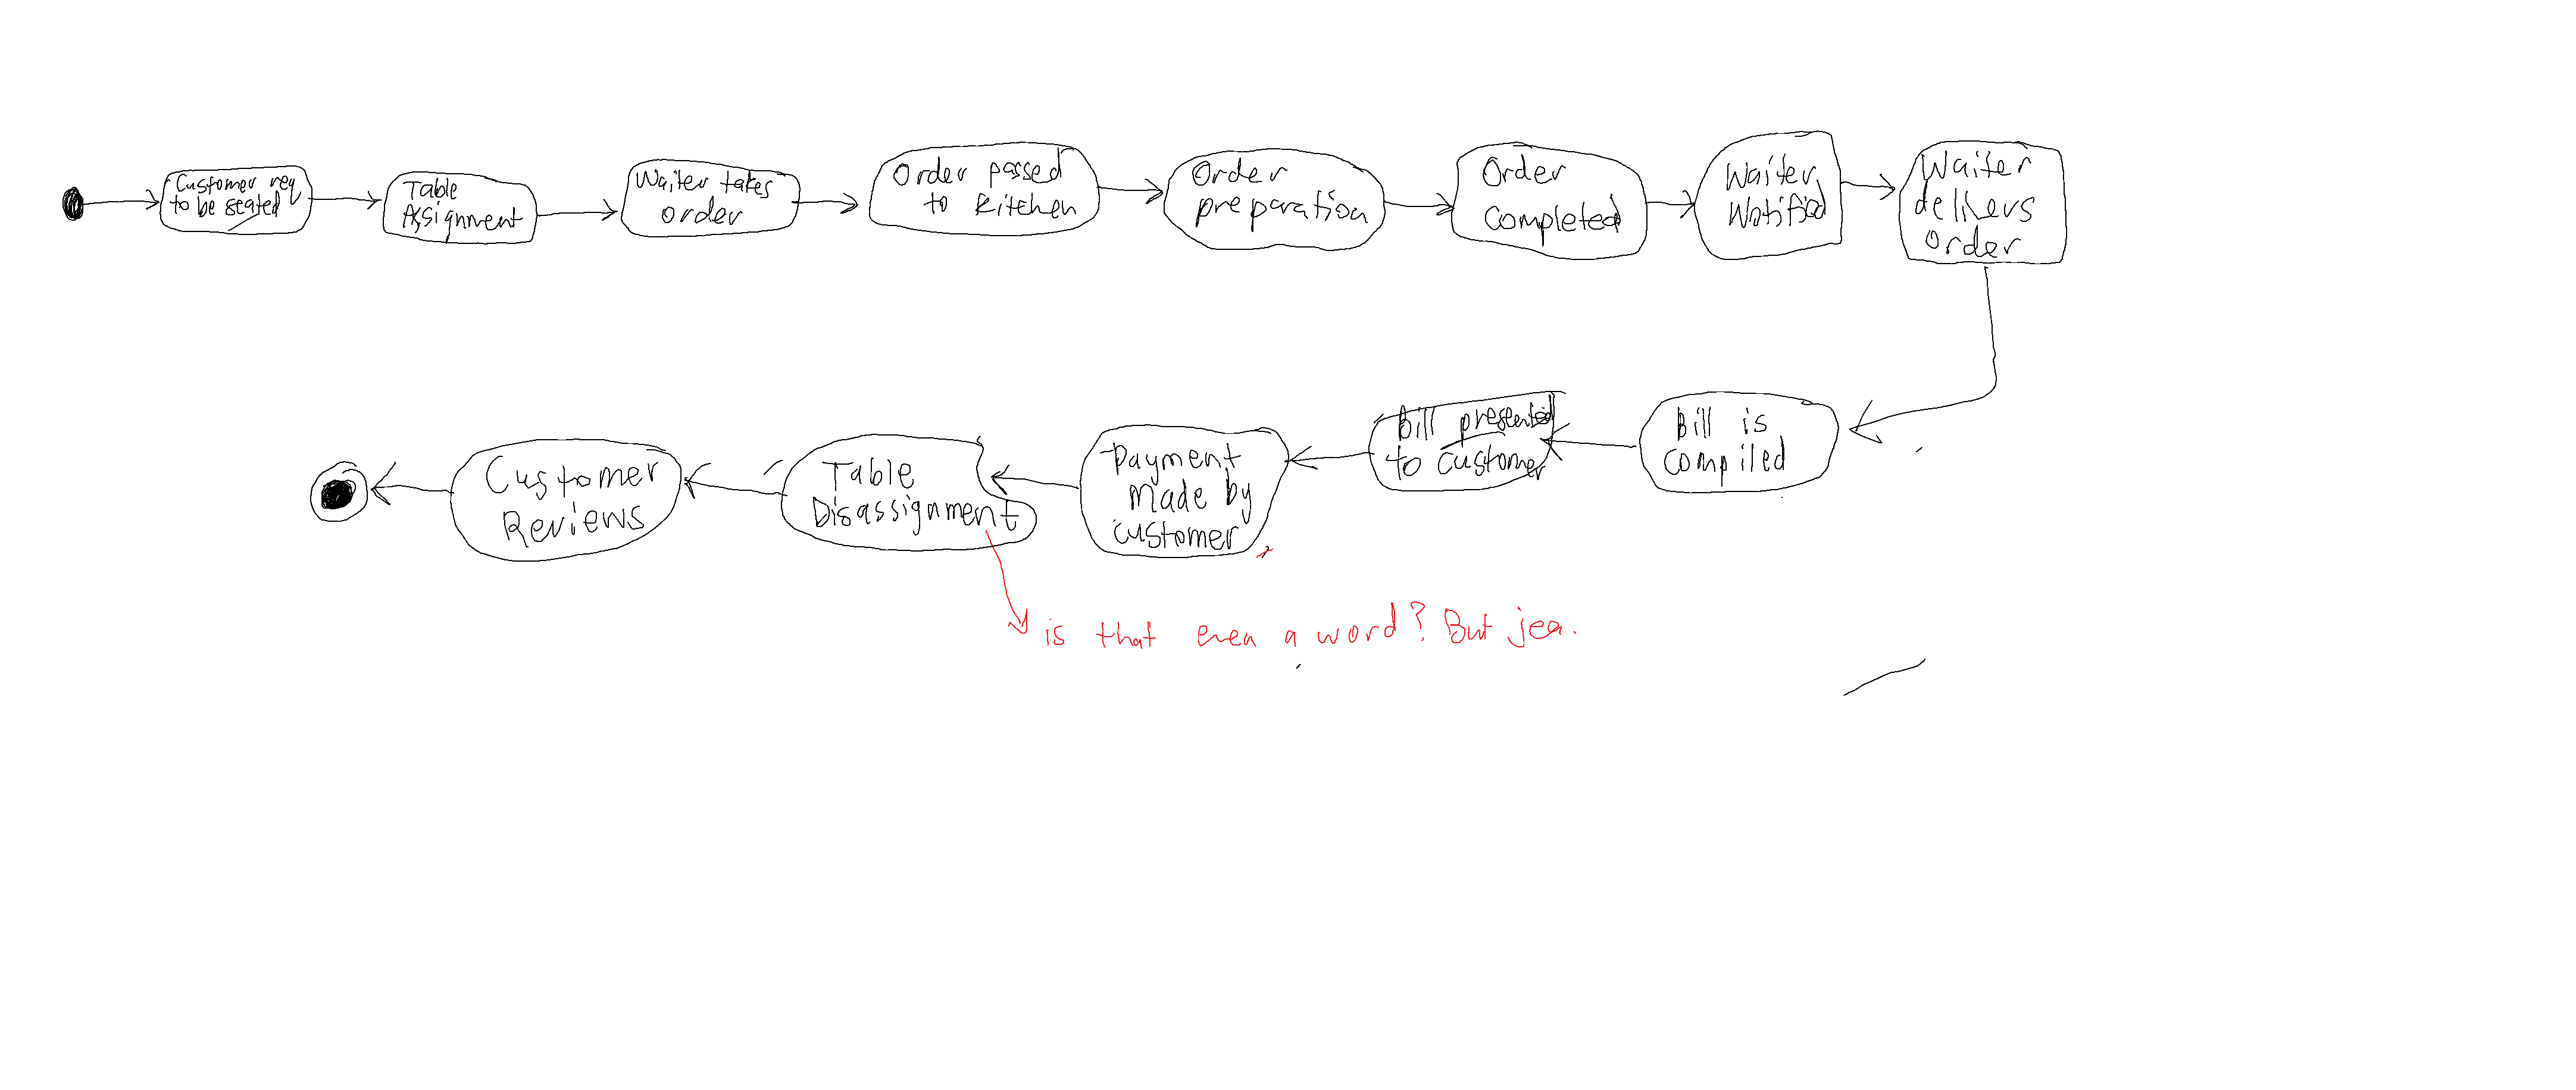 Customer req
to be seated
Table
Assignment
Waiter takes
order
Order passed
to kitchen
Order
preparation
Order
completed
Waiter
Notified
Waiter
delivers
order
Bill is
compiled
Bill presented
to customer
Payment
made by
customer
Table
Disassignment
Customer
Reviews
is that even a word? But jea.